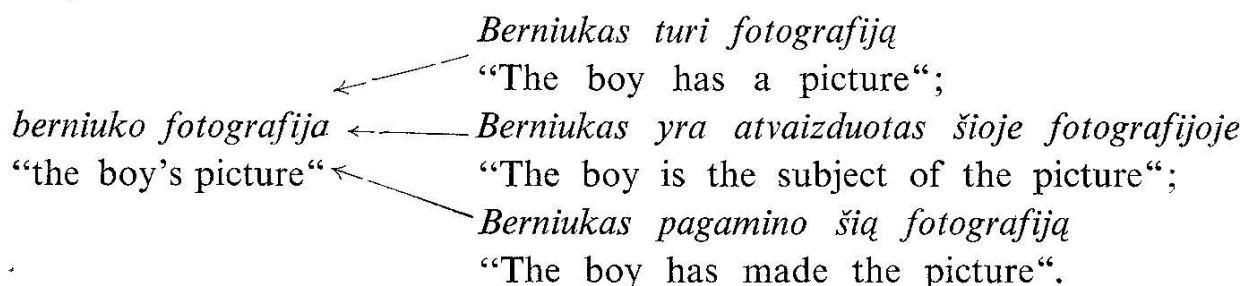 Berniukas turi fotografiją
“The boy has a picture“;
berniuko fotografija
“the boy’s picture“
Berniukas yra atvaizduotas šioje fotografijoje
“The boy is the subject of the picture“;
Berniukas pagamino šią fotografiją
“The boy has made the picture“.